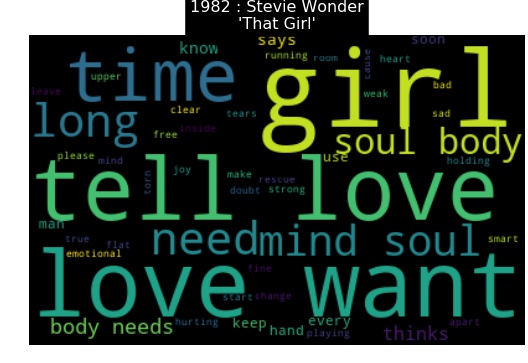 1982 : Stevie Wonder
'That Girl'
know says soon
time girl
running room cause heart
upper weak bad
leave long clear tears sad
free inside soul body
please mind use holding
tell love
torn joy make rescue
doubt strong
man need mind soul
true flat smart
emotional fine
love want
start change
body needs hurting keep hand every playing thinks apart